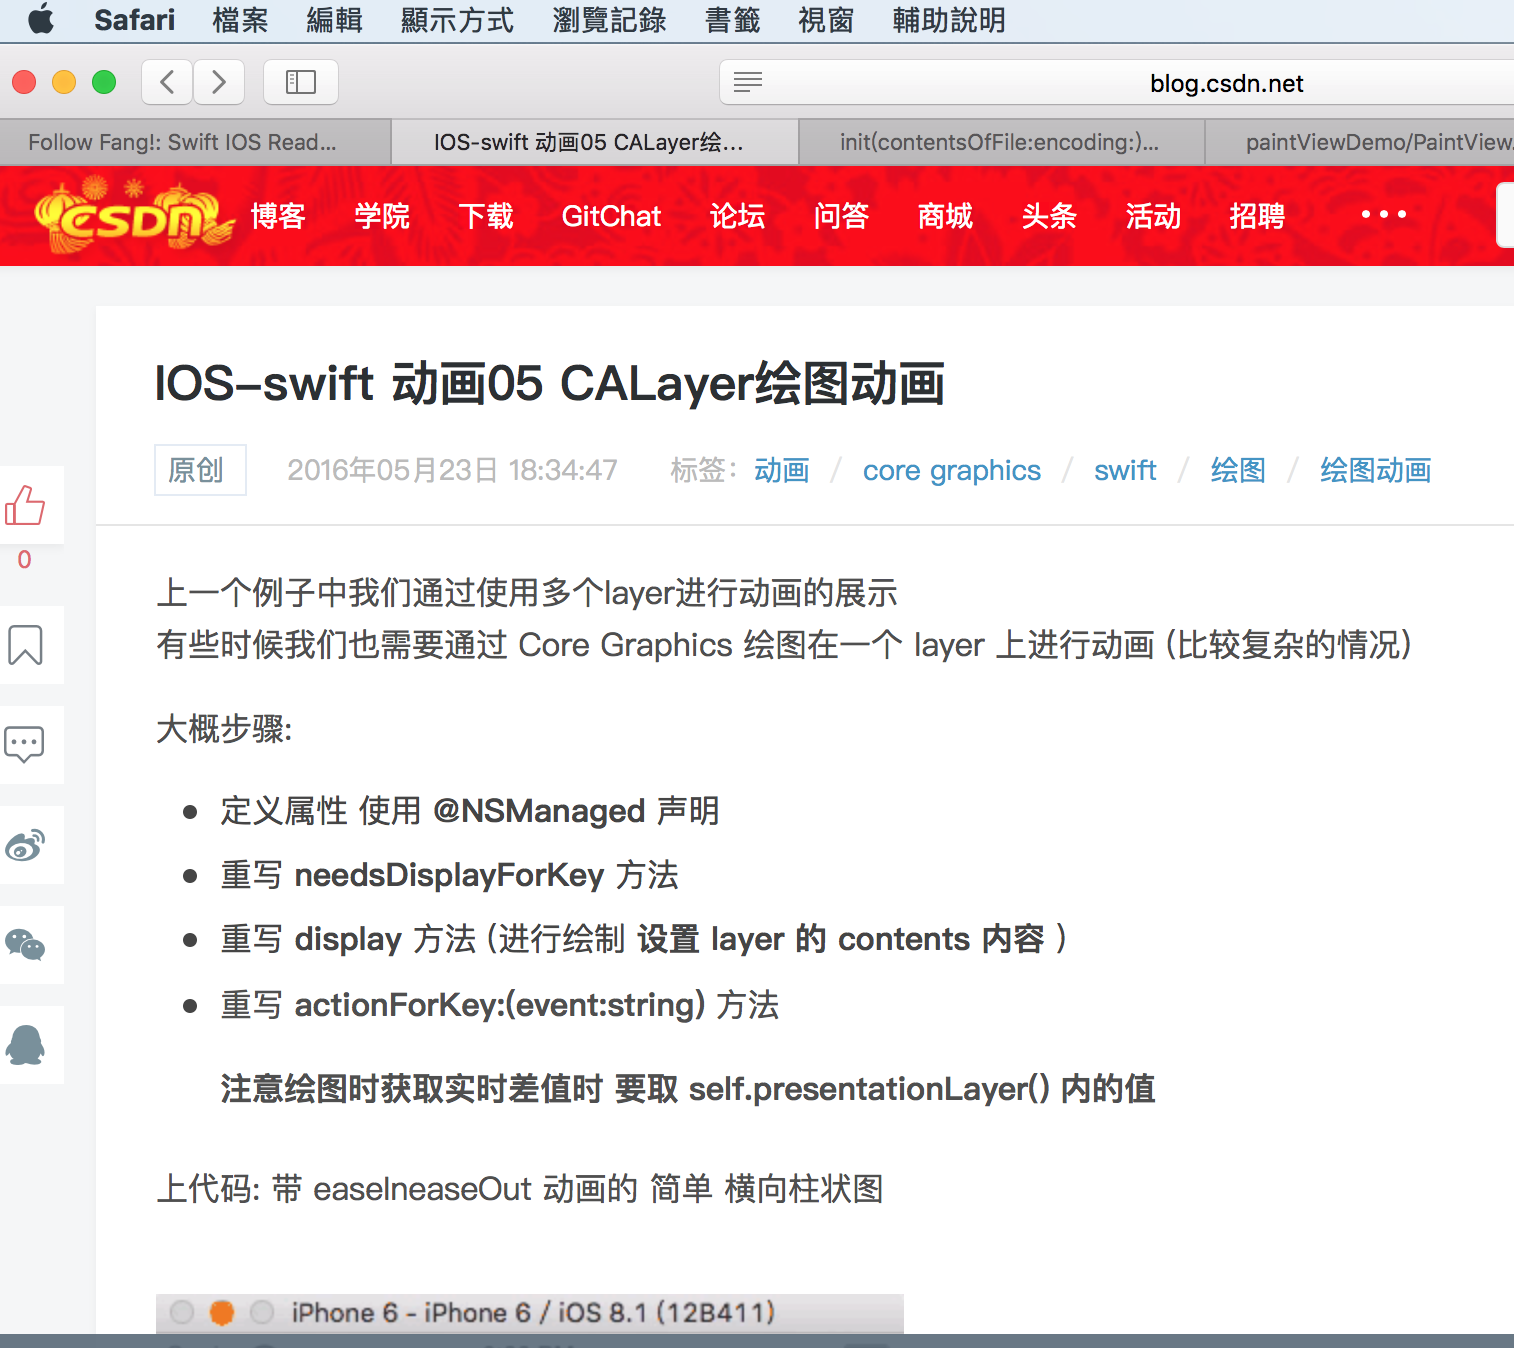 Safari 檔案 編輯 顯示方式 瀏覽記錄 書籤 視窗 輔助說明
blog.csdn.net
Follow Fang!: Swift IOS Read... IOS-swift 动画05 CALayer绘... init(contentsOfFile:encoding:)... paintViewDemo/PaintView.
CSDN 博客 学院 下载 GitChat 论坛 问答 商城 头条 活动 招聘 •••
IOS-swift 动画05 CALayer绘图动画
原创 2016年05月23日 18:34:47 标签: 动画 / core graphics / swift / 绘图 / 绘图动画
0
上一个例子中我们通过使用多个layer进行动画的展示
有些时候我们也需要通过 Core Graphics 绘图在一个 layer 上进行动画 (比较复杂的情况)
大概步骤:
• 定义属性 使用 @NSManaged 声明
• 重写 needsDisplayForKey 方法
• 重写 display 方法 (进行绘制 设置 layer 的 contents 内容 )
• 重写 actionForKey:(event:string) 方法
注意绘图时获取实时差值时 要取 self.presentationLayer() 内的值
上代码: 带 easeIneaseOut 动画的 简单 横向柱状图
iPhone 6 - iPhone 6 / iOS 8.1 (12B411)